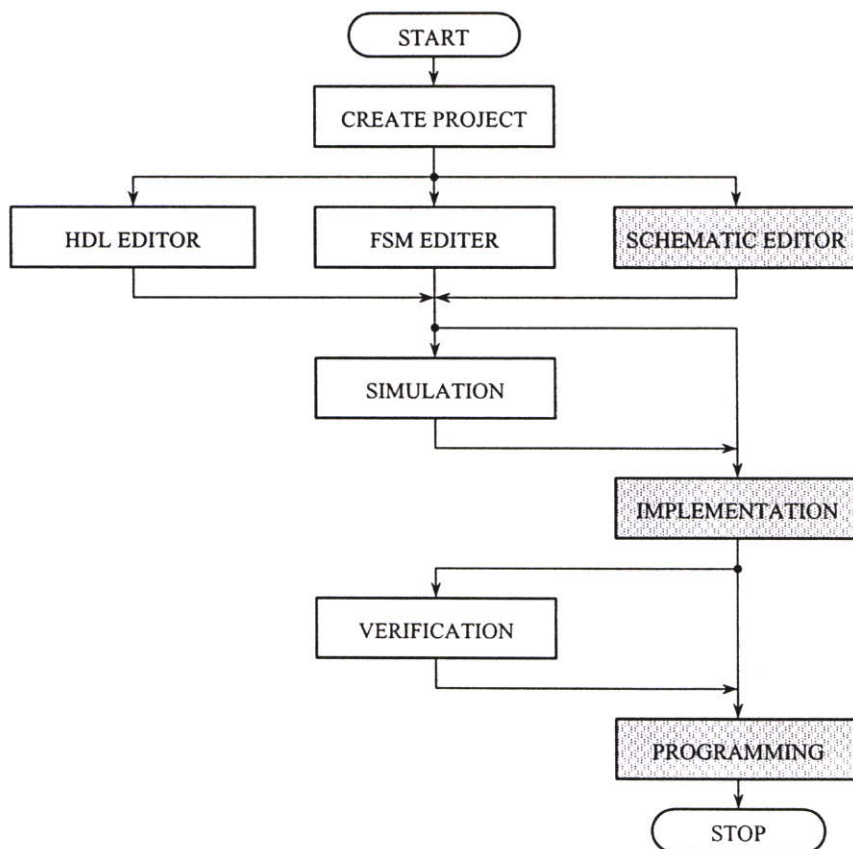 START
CREATE PROJECT
HDL EDITOR
FSM EDITER
SCHEMATIC EDITOR
SIMULATION
IMPLEMENTATION
VERIFICATION
PROGRAMMING
STOP